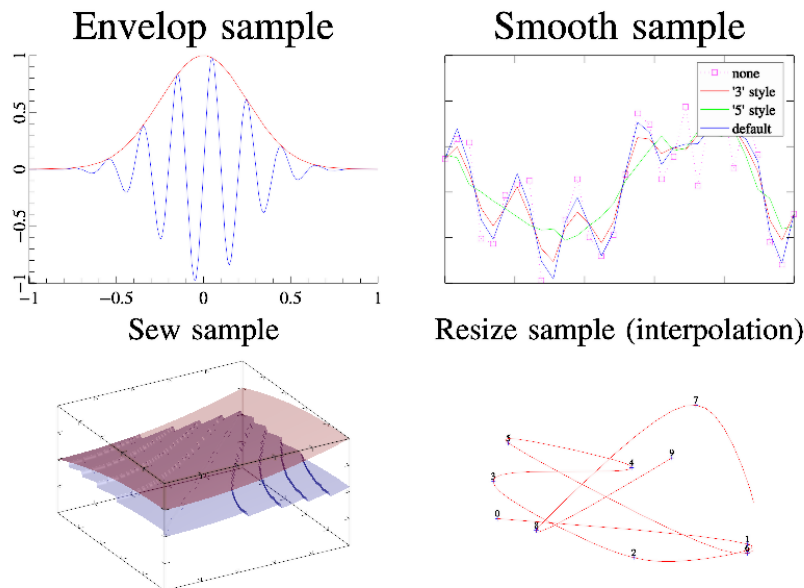 Envelop sample
Smooth sample
1
0.5
0
−0.5
−1
−1
−0.5
0
0.5
1
none
'3' style
'5' style
default
Sew sample
Resize sample (interpolation)
7
5
4
9
3
0
8
1
2
6